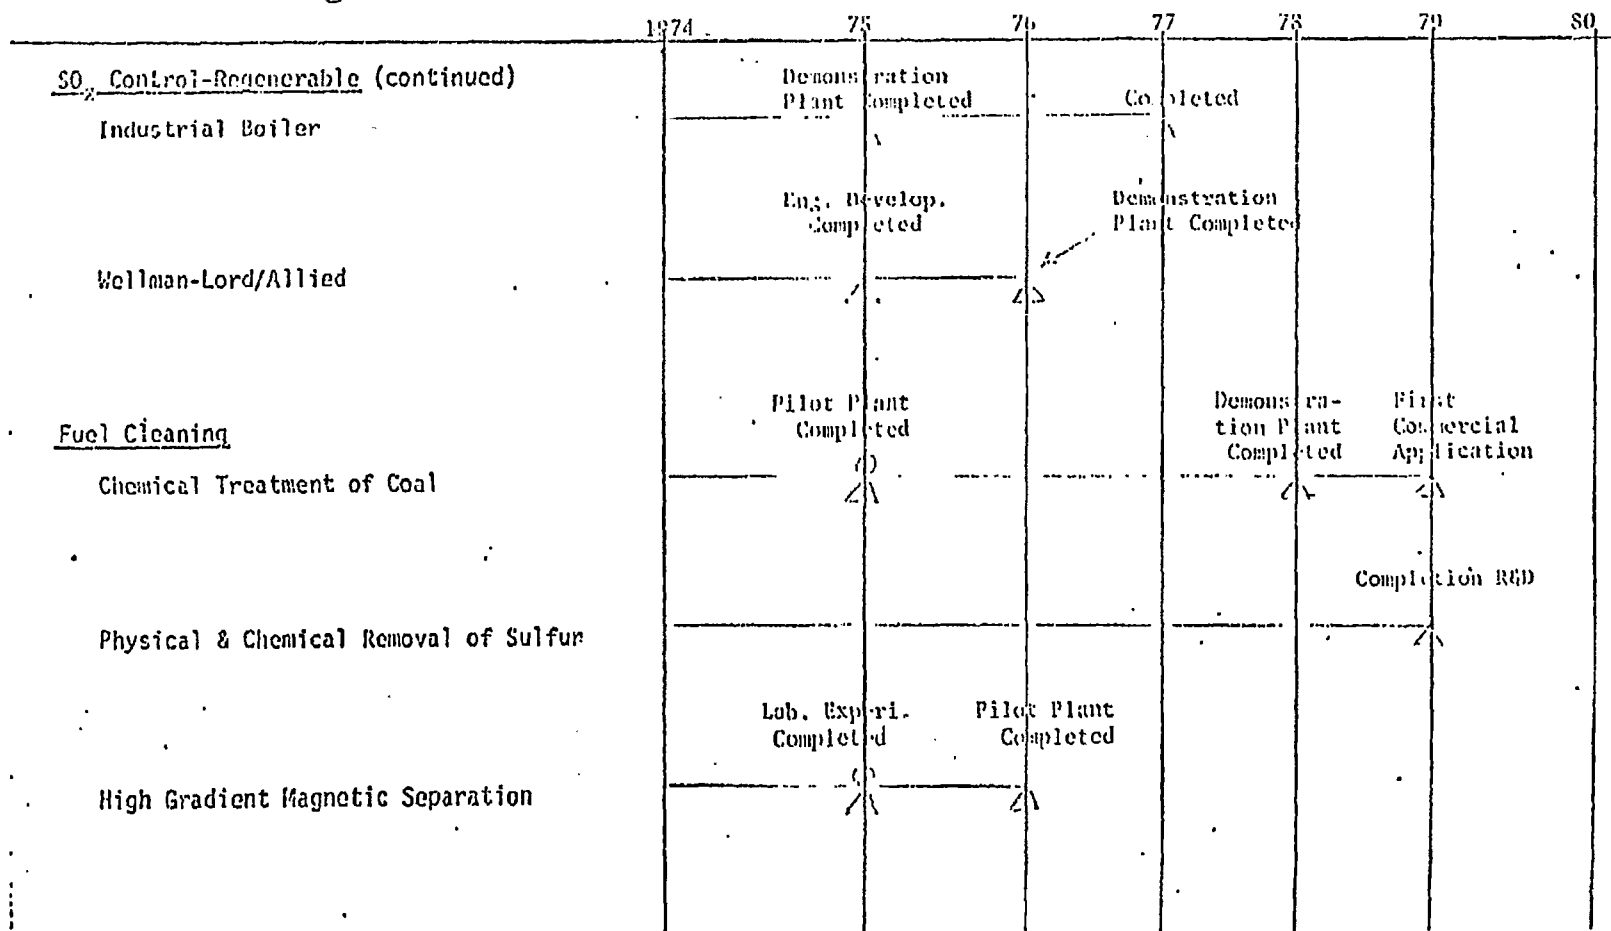 1974 75 76 77 78 79 80
SOx Control-Regenerable (continued)
Demonstration
Plant Completed
Completed
Industrial Boiler
Eng. Develop.
Completed
Demonstration
Plant Completed
Wellman-Lord/Allied
Pilot Plant
Completed
Demonstra-
tion Plant
Completed
First
Commercial
Application
Fuel Cleaning
Chemical Treatment of Coal
Completion R&D
Physical & Chemical Removal of Sulfur
Lab. Experi.
Completed
Pilot Plant
Completed
High Gradient Magnetic Separation